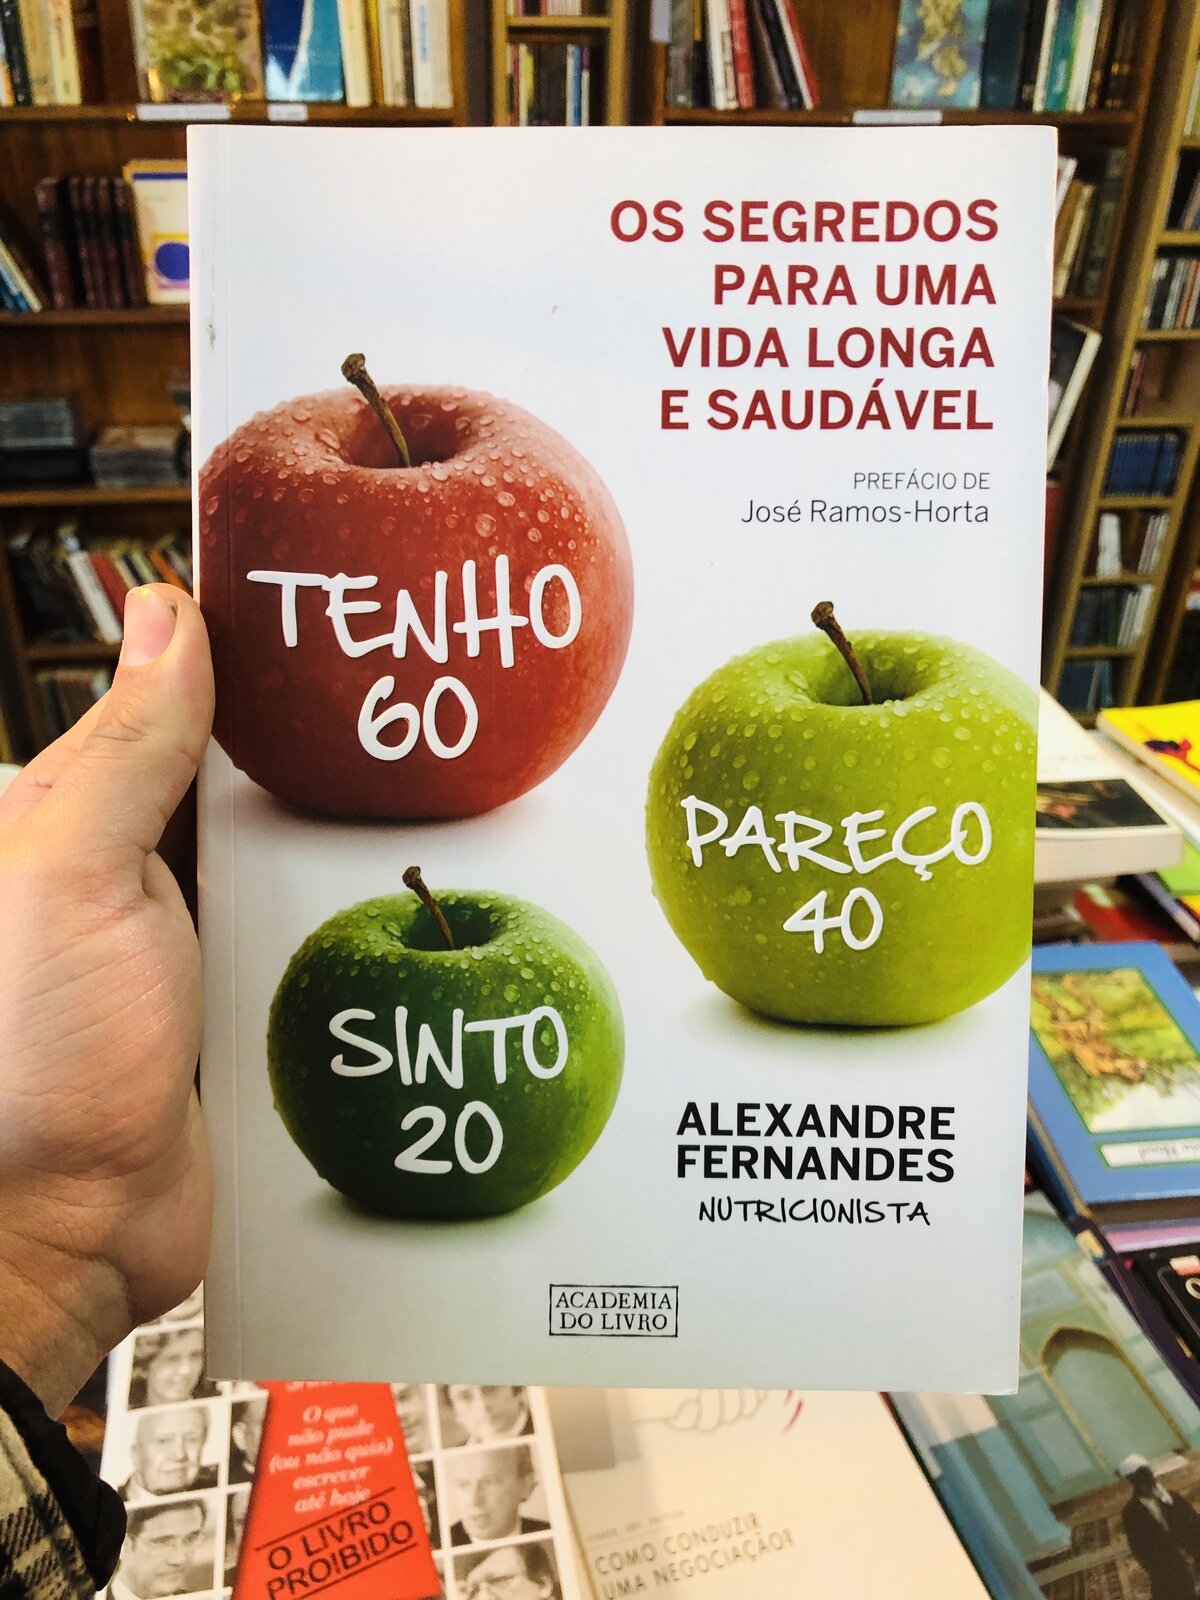 OS SEGREDOS
PARA UMA
VIDA LONGA
E SAUDÁVEL
PREFÁCIO DE
José Ramos-Horta
TENHO
60
PAREÇO
40
SINTO
20
ALEXANDRE
FERNANDES
NUTRICIONISTA
ACADEMIA
DO LIVRO
O que
não pude
(ou não quis)
escrever
até hoje
O LIVRO
PROIBIDO
COMO CONDUZIR
UMA NEGOCIAÇÃO?